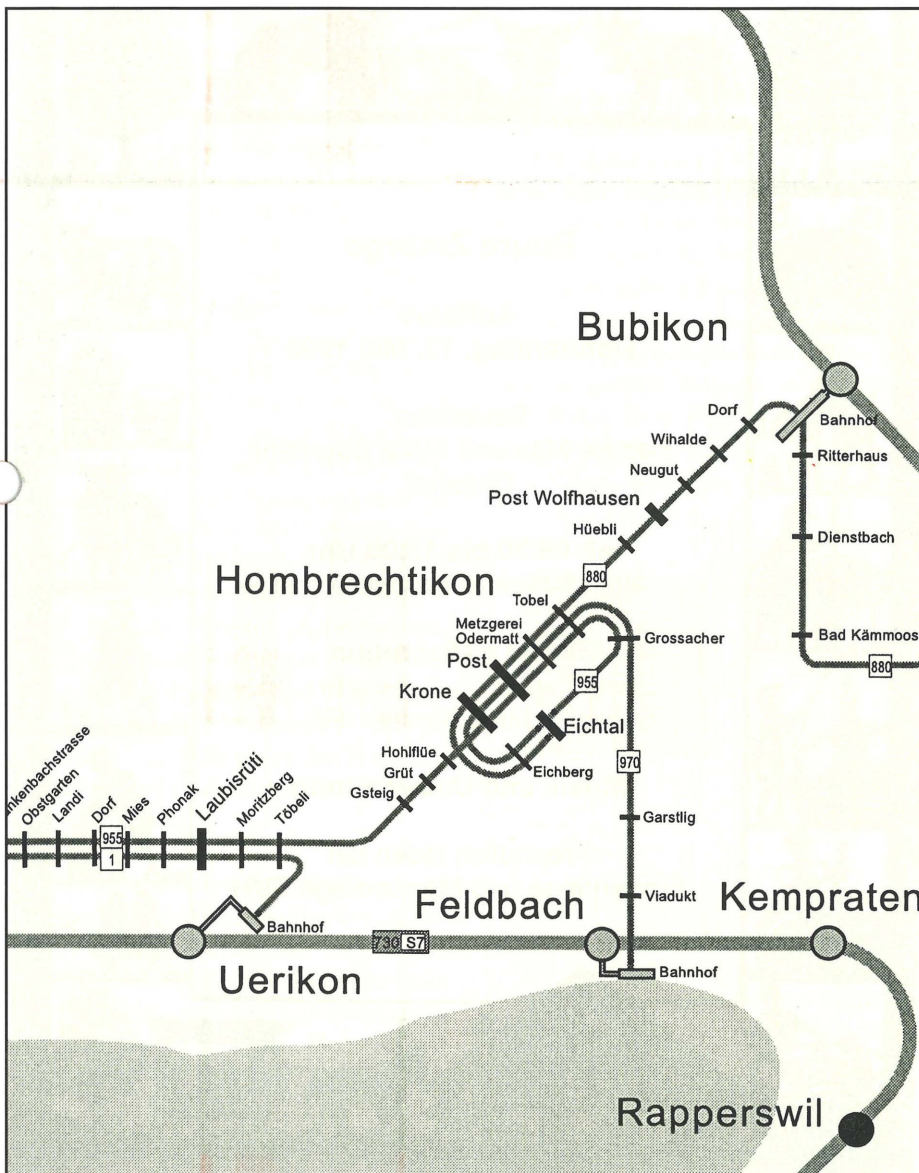 Bubikon
Bahnhof
Dorf
Wihalde
Neugut
Post Wolfhausen
Hüebli
880
Ritterhaus
Dienstbach
Bad Kämmoos
880
Hombrechtikon
Tobel
Metzgerei
Odermatt
Post
Krone
Grossacher
955
Eichtal
Eichberg
970
Hohlflüe
Grüt
Gsteig
nkenbachstrasse
Obstgarten
Landi
Dorf
Mies
Phonak
Laubisrüti
Moritzberg
Töbeli
955
1
Garstlig
Viadukt
Feldbach
Kempraten
Bahnhof
730 S7
Bahnhof
Uerikon
Rapperswil